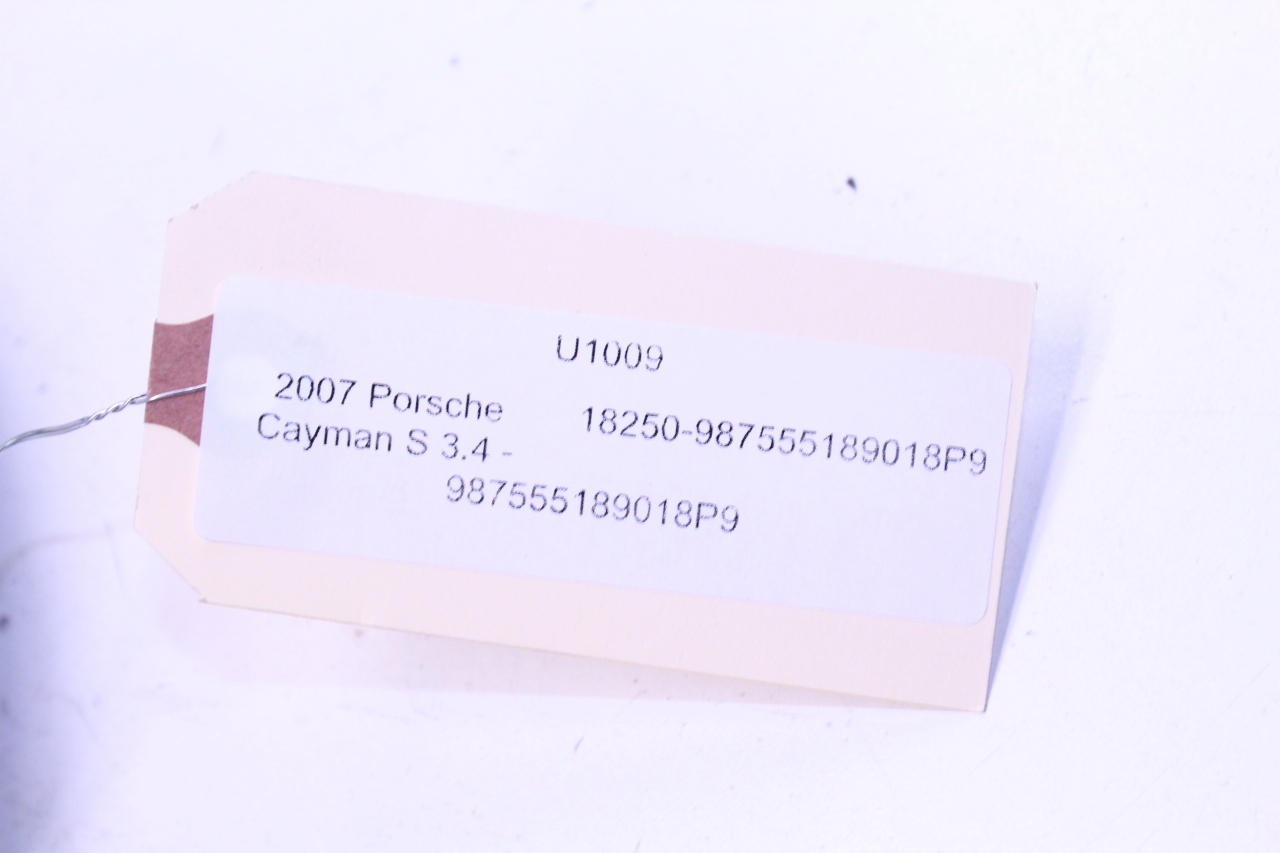 U1009
2007 Porsche 18250-987555189018P9
Cayman S 3.4 -
987555189018P9